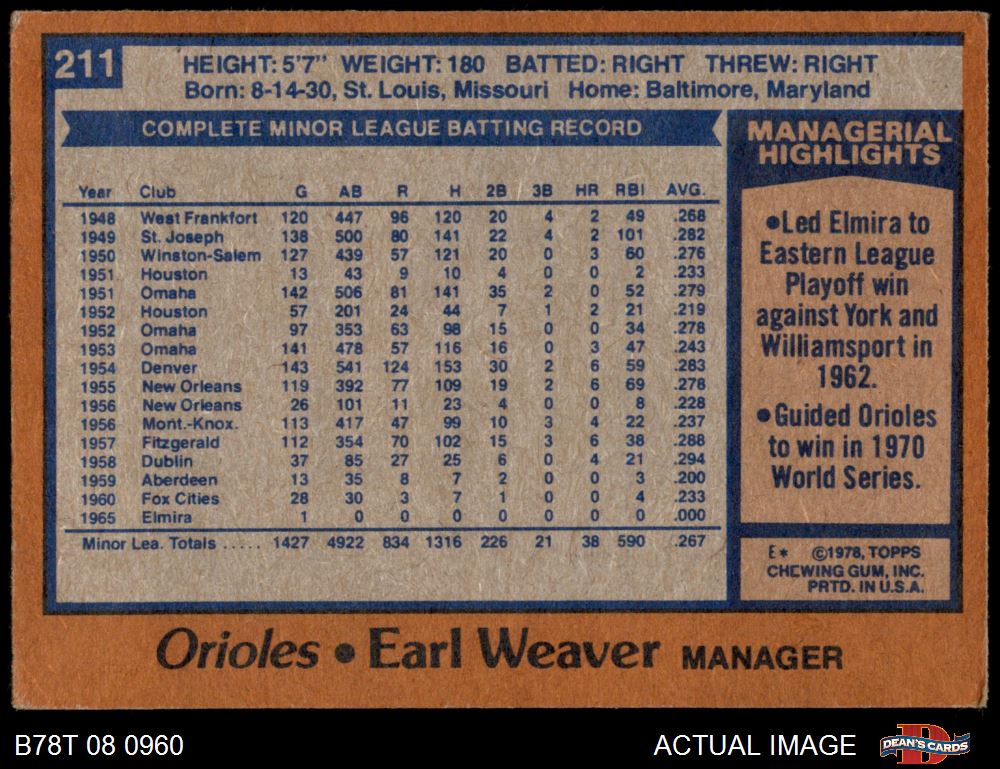 211
HEIGHT: 5'7" WEIGHT: 180 BATTED: RIGHT THREW: RIGHT
Born: 8-14-30, St. Louis, Missouri Home: Baltimore, Maryland
COMPLETE MINOR LEAGUE BATTING RECORD
Year Club G AB R H 2B 3B HR RBI AVG.
1948 West Frankfort 120 447 96 120 20 4 2 49 .268
1949 St. Joseph 138 500 80 141 22 4 2 101 .282
1950 Winston-Salem 127 439 57 121 20 0 3 60 .276
1951 Houston 13 43 9 10 4 0 0 2 .233
1951 Omaha 142 506 81 141 35 2 0 52 .279
1952 Houston 57 201 24 44 7 1 2 21 .219
1952 Omaha 97 353 63 98 15 0 0 34 .278
1953 Omaha 141 478 57 116 16 0 3 47 .243
1954 Denver 143 541 124 153 30 2 6 59 .283
1955 New Orleans 119 392 77 109 19 2 6 69 .278
1956 New Orleans 26 101 11 23 4 0 0 8 .228
1956 Mont.-Knox. 113 417 47 99 10 3 4 22 .237
1957 Fitzgerald 112 354 70 102 15 3 6 38 .288
1958 Dublin 37 85 27 25 6 0 4 21 .294
1959 Aberdeen 13 35 8 7 2 0 0 3 .200
1960 Fox Cities 28 30 3 7 1 0 0 4 .233
1965 Elmira 1 0 0 0 0 0 0 0 .000
Minor Lea. Totals ..... 1427 4922 834 1316 226 21 38 590 .267
MANAGERIAL
HIGHLIGHTS
•Led Elmira to
Eastern League
Playoff win
against York and
Williamsport in
1962.
•Guided Orioles
to win in 1970
World Series.
E* ©1978, TOPPS
CHEWING GUM, INC.
PRTD. IN U.S.A.
Orioles • Earl Weaver MANAGER
B78T 08 0960
ACTUAL IMAGE
D
DEAN'S CARDS